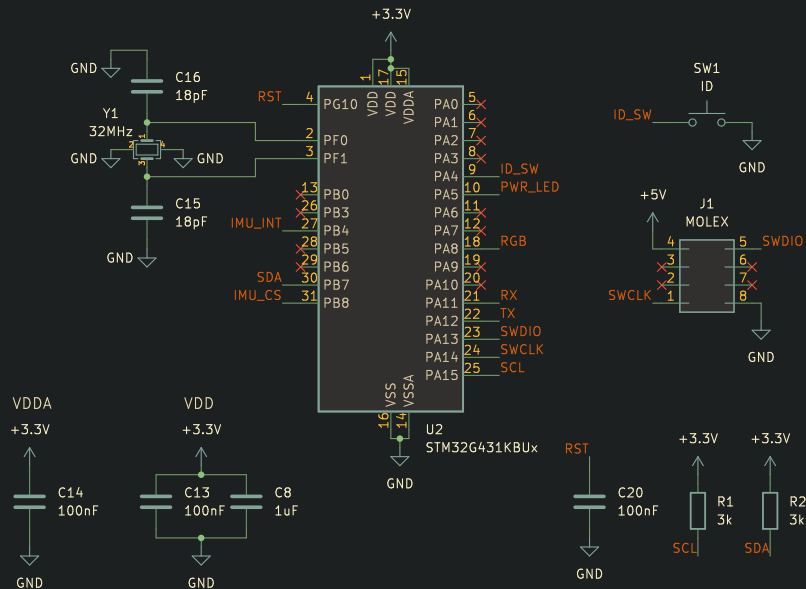 +3.3V
GND
C16
18pF
Y1
32MHz
1
2
4
3
GND
GND
C15
18pF
GND
RST
IMU_INT
SDA
IMU_CS
1
17
15
VDD
VDD
VDDA
4
PG10
2
PF0
3
PF1
13
PB0
26
PB3
27
PB4
28
PB5
29
PB6
30
PB7
31
PB8
PA0
5
PA1
6
PA2
7
PA3
8
PA4
9
ID_SW
PA5
10
PWR_LED
PA6
11
PA7
12
PA8
18
RGB
PA9
19
PA10
20
PA11
21
RX
PA12
22
TX
PA13
23
SWDIO
PA14
24
SWCLK
PA15
25
SCL
VSS
VSSA
16
14
U2
STM32G431KBUx
GND
SW1
ID
ID_SW
GND
+5V
J1
MOLEX
4
5
SWDIO
3
6
2
7
SWCLK
1
8
GND
VDDA
+3.3V
C14
100nF
GND
VDD
+3.3V
C13
100nF
C8
1uF
GND
RST
C20
100nF
GND
+3.3V
R1
3k
SCL
+3.3V
R2
3k
SDA